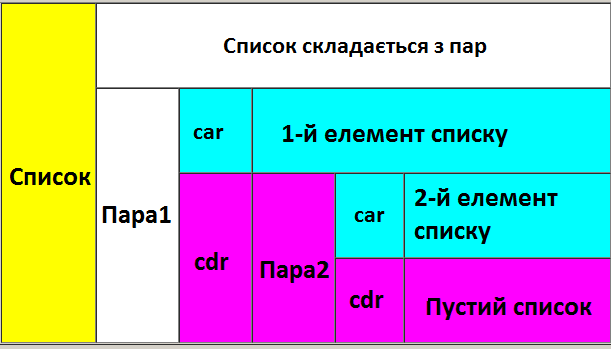 Список складається з пар
Список
Пара1
car
1-й елемент списку
cdr
Пара2
car
2-й елемент
списку
cdr
Пустий список